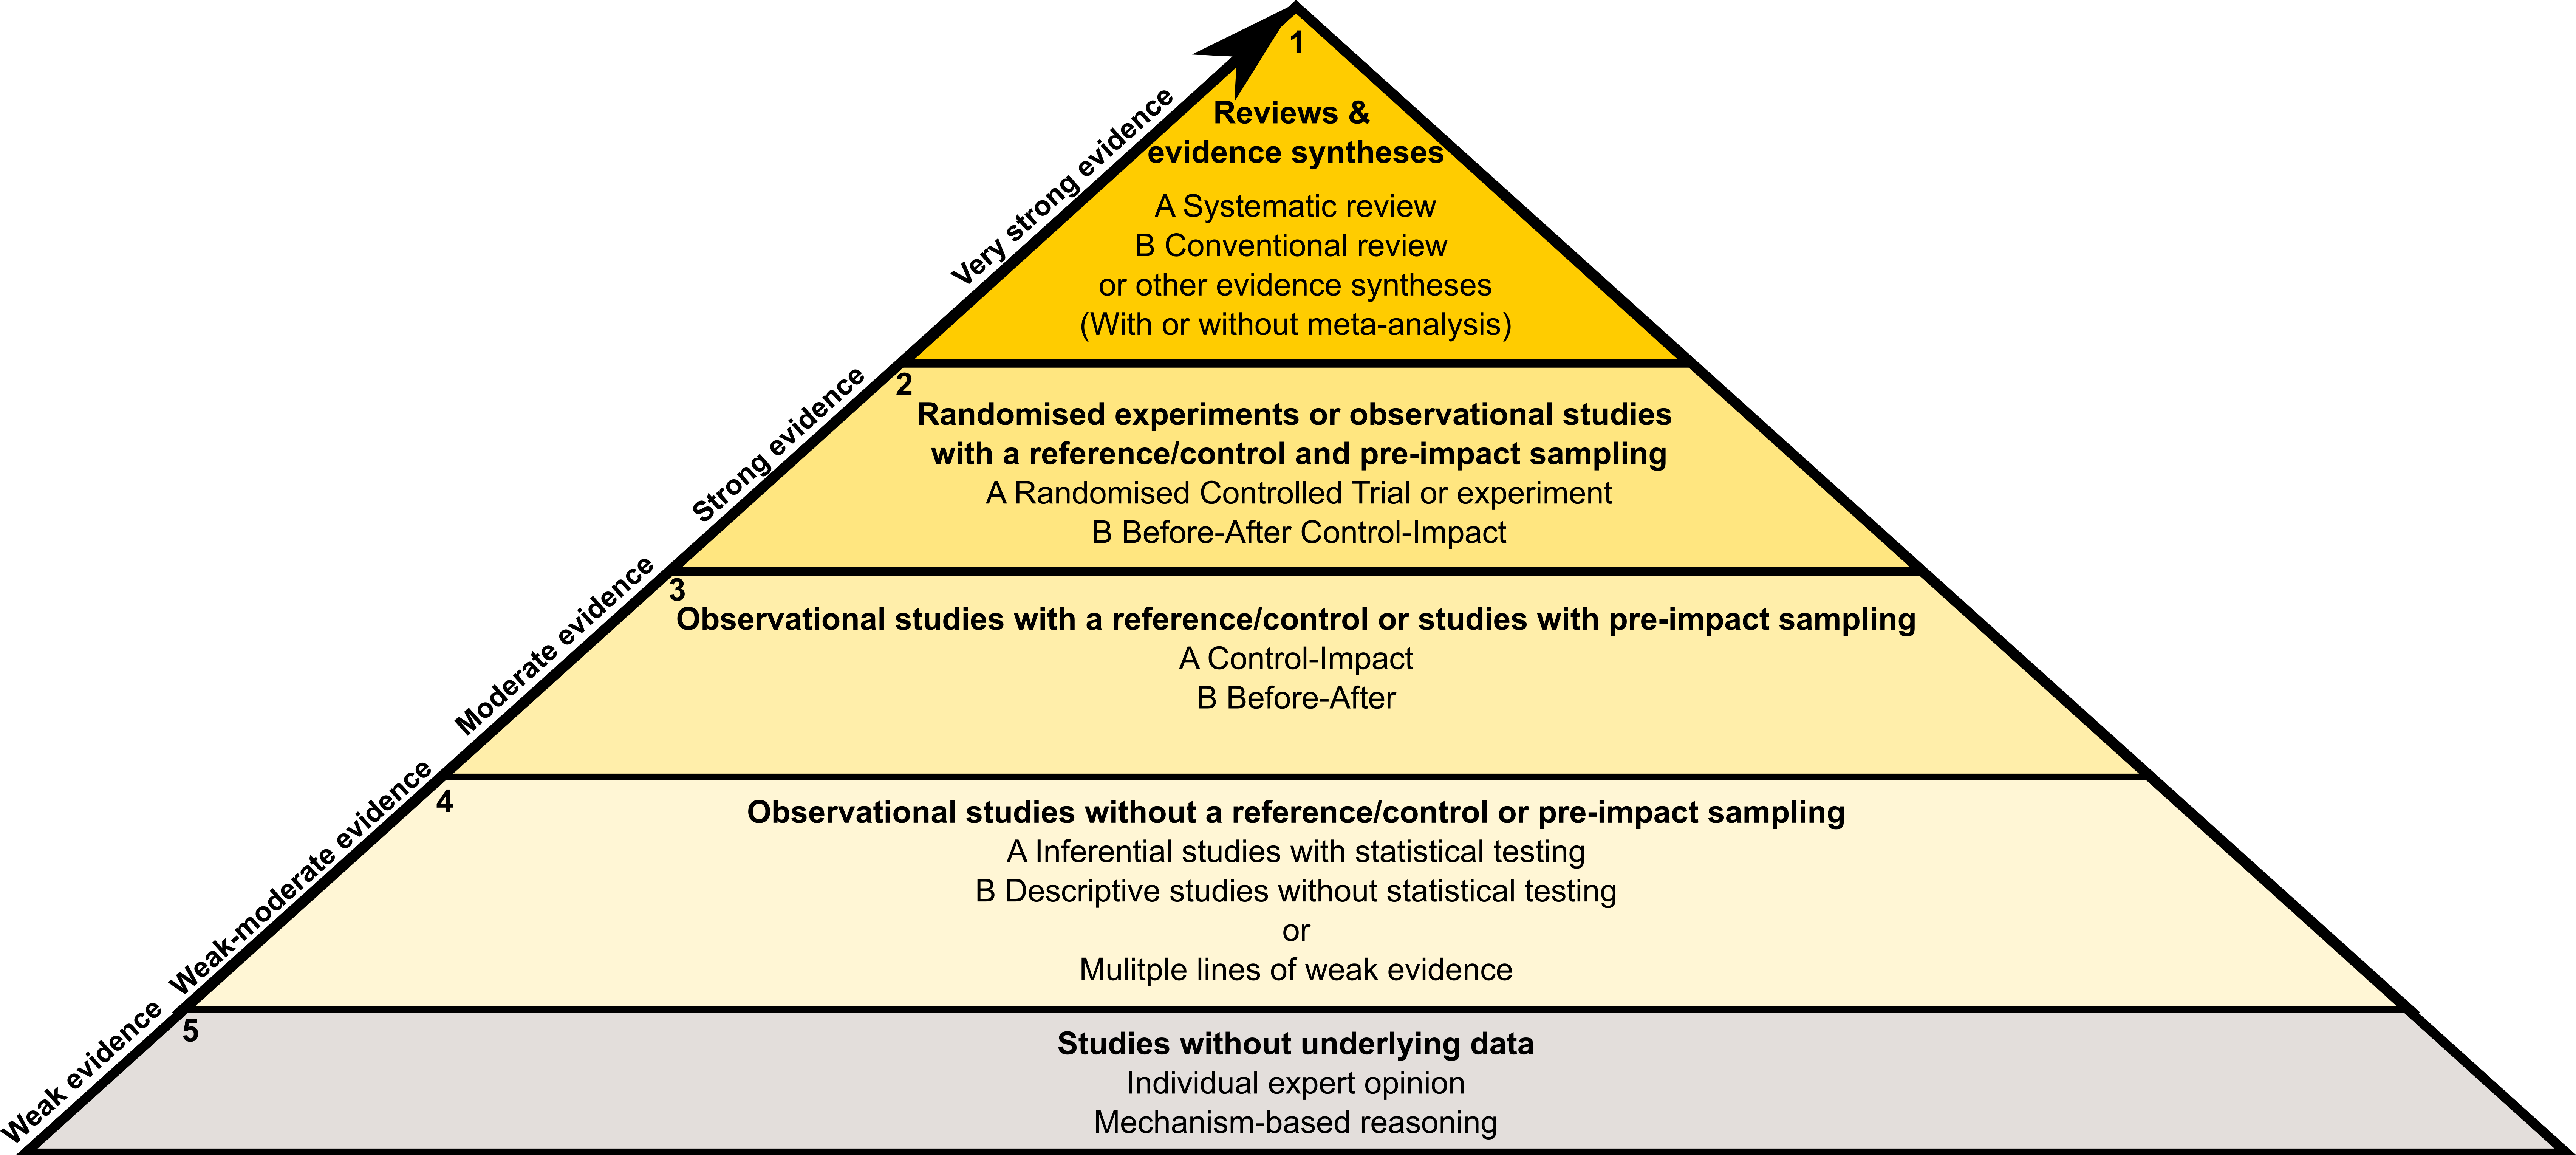 1
Reviews &
evidence syntheses
A Systematic review
B Conventional review
or other evidence syntheses
(With or without meta-analysis)
Very strong evidence
2
Randomised experiments or observational studies
with a reference/control and pre-impact sampling
A Randomised Controlled Trial or experiment
B Before-After Control-Impact
Strong evidence
3
Observational studies with a reference/control or studies with pre-impact sampling
A Control-Impact
B Before-After
Moderate evidence
4
Observational studies without a reference/control or pre-impact sampling
A Inferential studies with statistical testing
B Descriptive studies without statistical testing
or
Mulitple lines of weak evidence
Weak-moderate evidence
5
Studies without underlying data
Individual expert opinion
Mechanism-based reasoning
Weak evidence